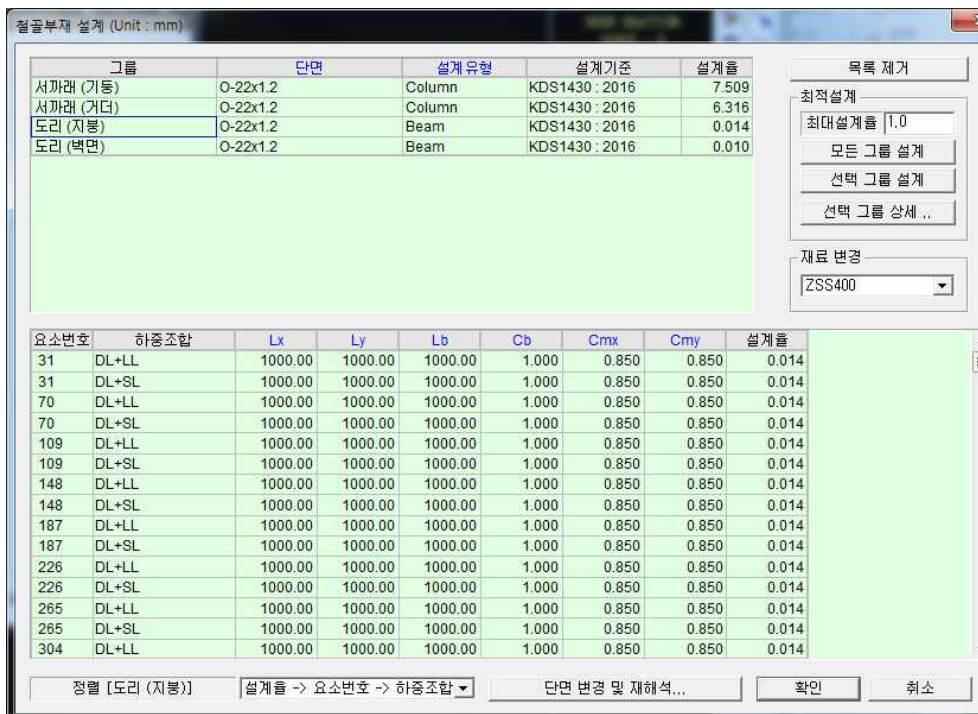 철골부재 설계 (Unit : mm)
그룹 단면 설계유형 설계기준 설계율
서까래 (기둥) O-22x1.2 Column KDS1430 : 2016 7.509
서까래 (거더) O-22x1.2 Column KDS1430 : 2016 6.316
도리 (지붕) O-22x1.2 Beam KDS1430 : 2016 0.014
도리 (벽면) O-22x1.2 Beam KDS1430 : 2016 0.010
목록 제거
최적설계
최대설계율 1.0
모든 그룹 설계
선택 그룹 설계
선택 그룹 상세 ..
재료 변경
ZSS400
요소번호 하중조합 Lx Ly Lb Cb Cmx Cmy 설계율
31 DL+LL 1000.00 1000.00 1000.00 1.000 0.850 0.850 0.014
31 DL+SL 1000.00 1000.00 1000.00 1.000 0.850 0.850 0.014
70 DL+LL 1000.00 1000.00 1000.00 1.000 0.850 0.850 0.014
70 DL+SL 1000.00 1000.00 1000.00 1.000 0.850 0.850 0.014
109 DL+LL 1000.00 1000.00 1000.00 1.000 0.850 0.850 0.014
109 DL+SL 1000.00 1000.00 1000.00 1.000 0.850 0.850 0.014
148 DL+LL 1000.00 1000.00 1000.00 1.000 0.850 0.850 0.014
148 DL+SL 1000.00 1000.00 1000.00 1.000 0.850 0.850 0.014
187 DL+LL 1000.00 1000.00 1000.00 1.000 0.850 0.850 0.014
187 DL+SL 1000.00 1000.00 1000.00 1.000 0.850 0.850 0.014
226 DL+LL 1000.00 1000.00 1000.00 1.000 0.850 0.850 0.014
226 DL+SL 1000.00 1000.00 1000.00 1.000 0.850 0.850 0.014
265 DL+LL 1000.00 1000.00 1000.00 1.000 0.850 0.850 0.014
265 DL+SL 1000.00 1000.00 1000.00 1.000 0.850 0.850 0.014
304 DL+LL 1000.00 1000.00 1000.00 1.000 0.850 0.850 0.014
정렬 [도리 (지붕)] 설계율 -> 요소번호 -> 하중조합 단면 변경 및 재해석... 확인 취소